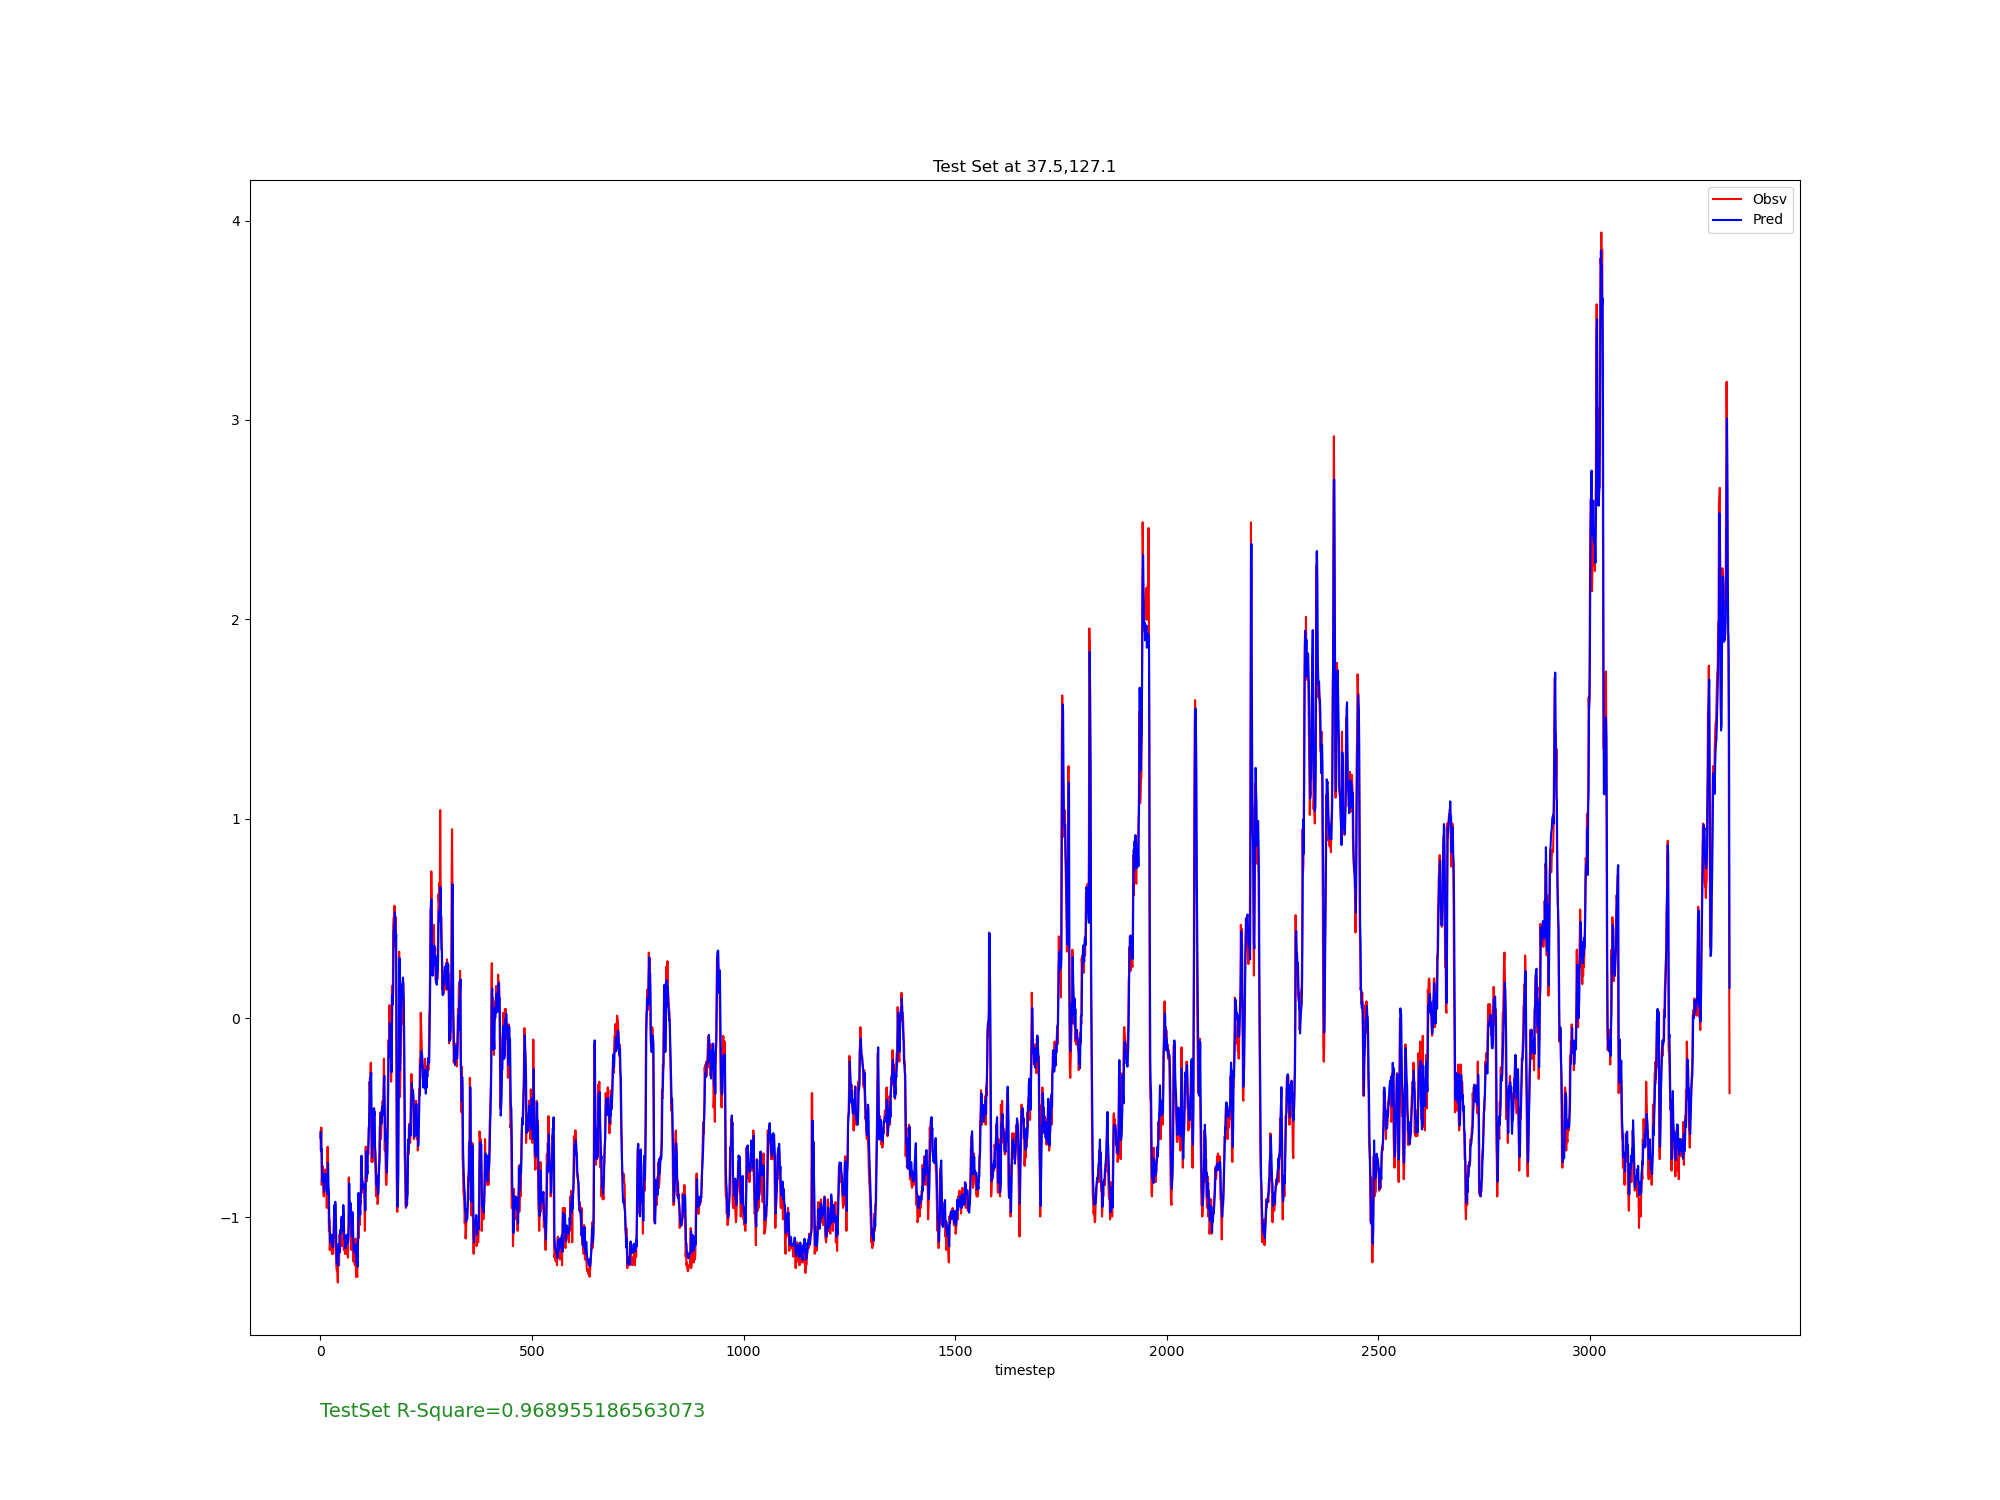 Test Set at 37.5,127.1
Obsv
Pred
4
3
2
1
0
−1
0 500 1000 1500 2000 2500 3000
timestep
TestSet R-Square=0.968955186563073